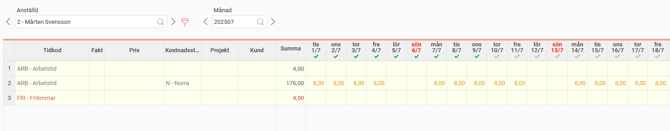 Anställd Månad
2 - Mårten Svensson 202507
Tidkod Fakt Pris Kostnadsst... Projekt Kund Summa tis 1/7 ons 2/7 tor 3/7 fre 4/7 lör 5/7 sön 6/7 mån 7/7 tis 8/7 ons 9/7 tor 10/7 fre 11/7 lör 12/7 sön 13/7 mån 14/7 tis 15/7 ons 16/7 tor 17/7 fre 18/7
1 ARB - Arbetstid 4,00
2 ARB - Arbetstid N - Norra 176,00 8,00 8,00 8,00 8,00 8,00 8,00 8,00 8,00 8,00 8,00 8,00 8,00 8,00 8,00
3 FRI - Fritimmar 4,00